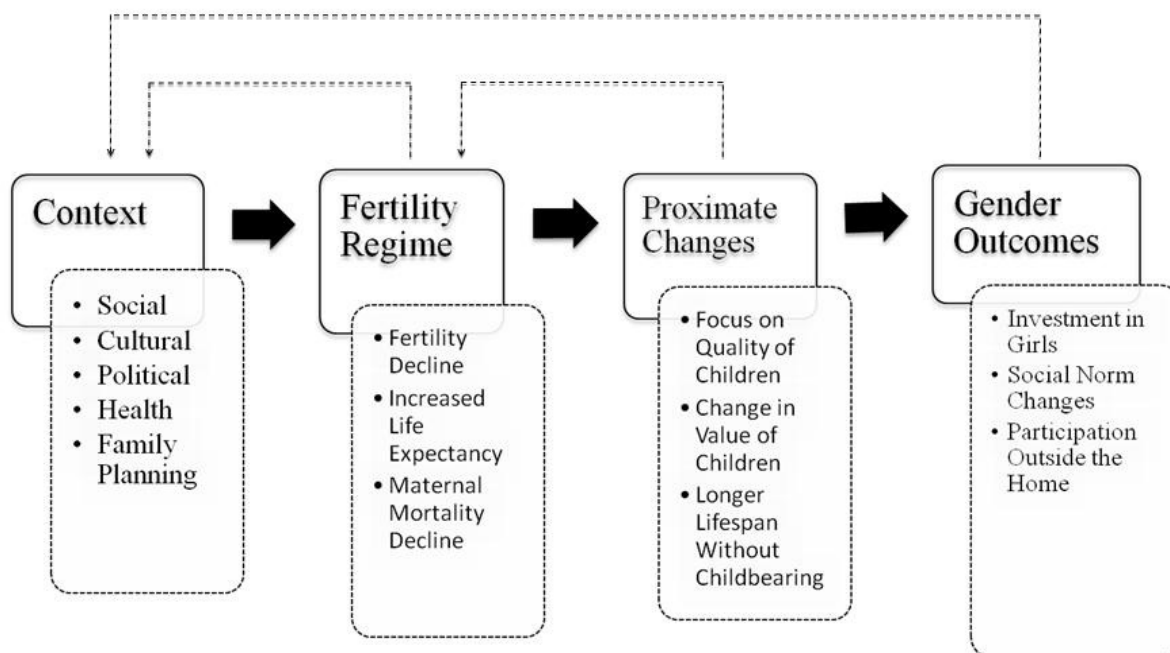 Context
• Social
• Cultural
• Political
• Health
• Family
Planning
Fertility
Regime
• Fertility
Decline
• Increased
Life
Expectancy
• Maternal
Mortality
Decline
Proximate
Changes
• Focus on
Quality of
Children
• Change in
Value of
Children
• Longer
Lifespan
Without
Childbearing
Gender
Outcomes
• Investment in
Girls
• Social Norm
Changes
• Participation
Outside the
Home